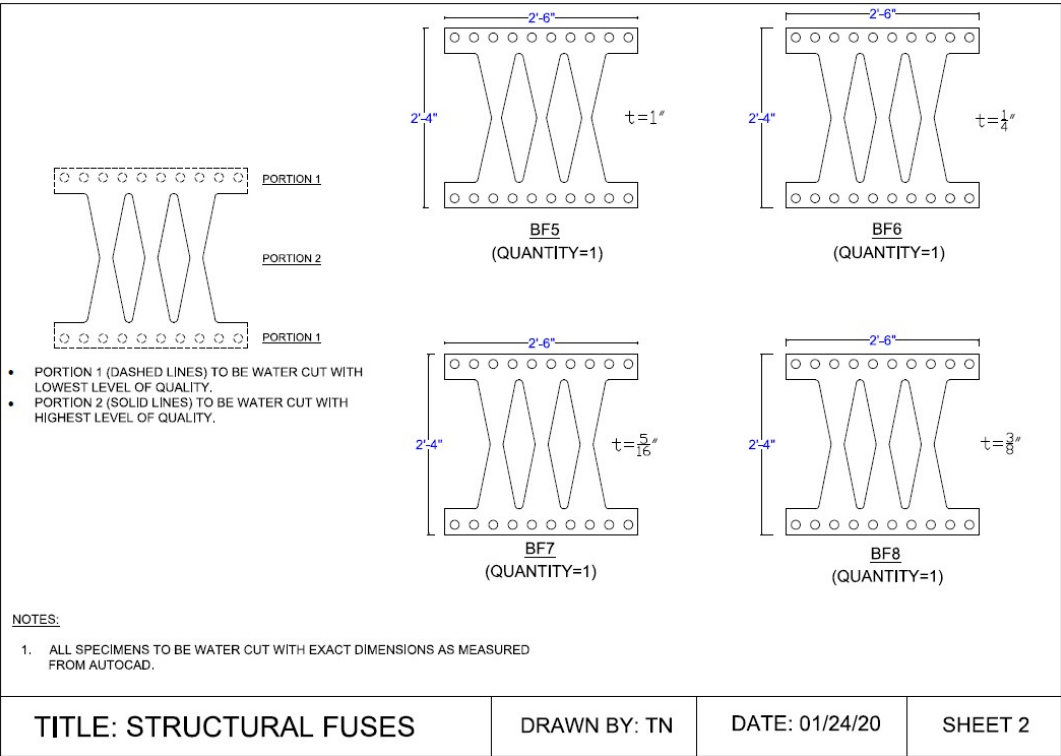 PORTION 1
PORTION 2
PORTION 1
• PORTION 1 (DASHED LINES) TO BE WATER CUT WITH
LOWEST LEVEL OF QUALITY.
• PORTION 2 (SOLID LINES) TO BE WATER CUT WITH
HIGHEST LEVEL OF QUALITY.
2'-6"
2'-4"
t=1"
BF5
(QUANTITY=1)
2'-6"
2'-4"
t=1/4"
BF6
(QUANTITY=1)
2'-6"
2'-4"
t=5/16"
BF7
(QUANTITY=1)
2'-6"
2'-4"
t=3/8"
BF8
(QUANTITY=1)
NOTES:
1. ALL SPECIMENS TO BE WATER CUT WITH EXACT DIMENSIONS AS MEASURED
FROM AUTOCAD.
TITLE: STRUCTURAL FUSES
DRAWN BY: TN
DATE: 01/24/20
SHEET 2